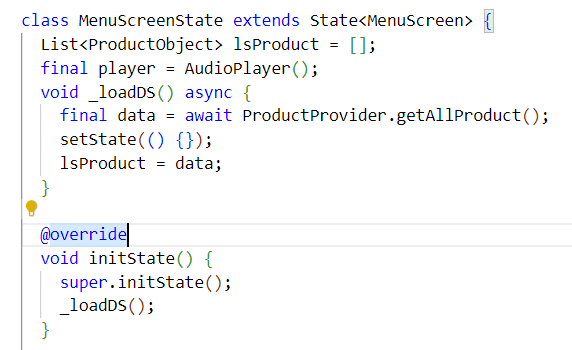 class MenuScreenState extends State<MenuScreen> {
List<ProductObject> lsProduct = [];
final player = AudioPlayer();
void _loadDS() async {
final data = await ProductProvider.getAllProduct();
setState(() {});
lsProduct = data;
}
@override
void initState() {
super.initState();
_loadDS();
}